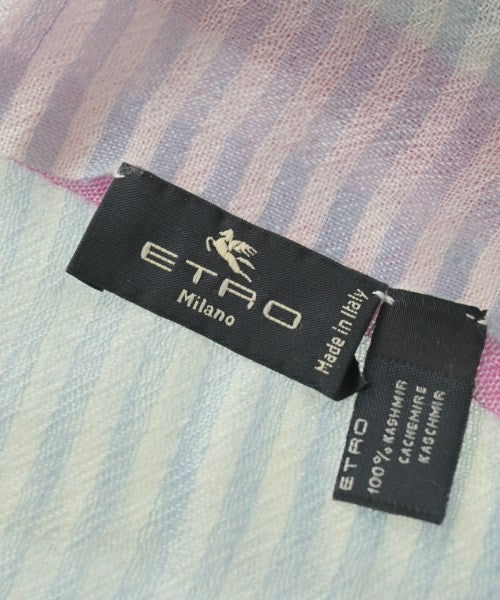 ETRO
Milano
Made in Italy
ETRO
100% KASHMIR
CACHEMIRE
KASCHMIR